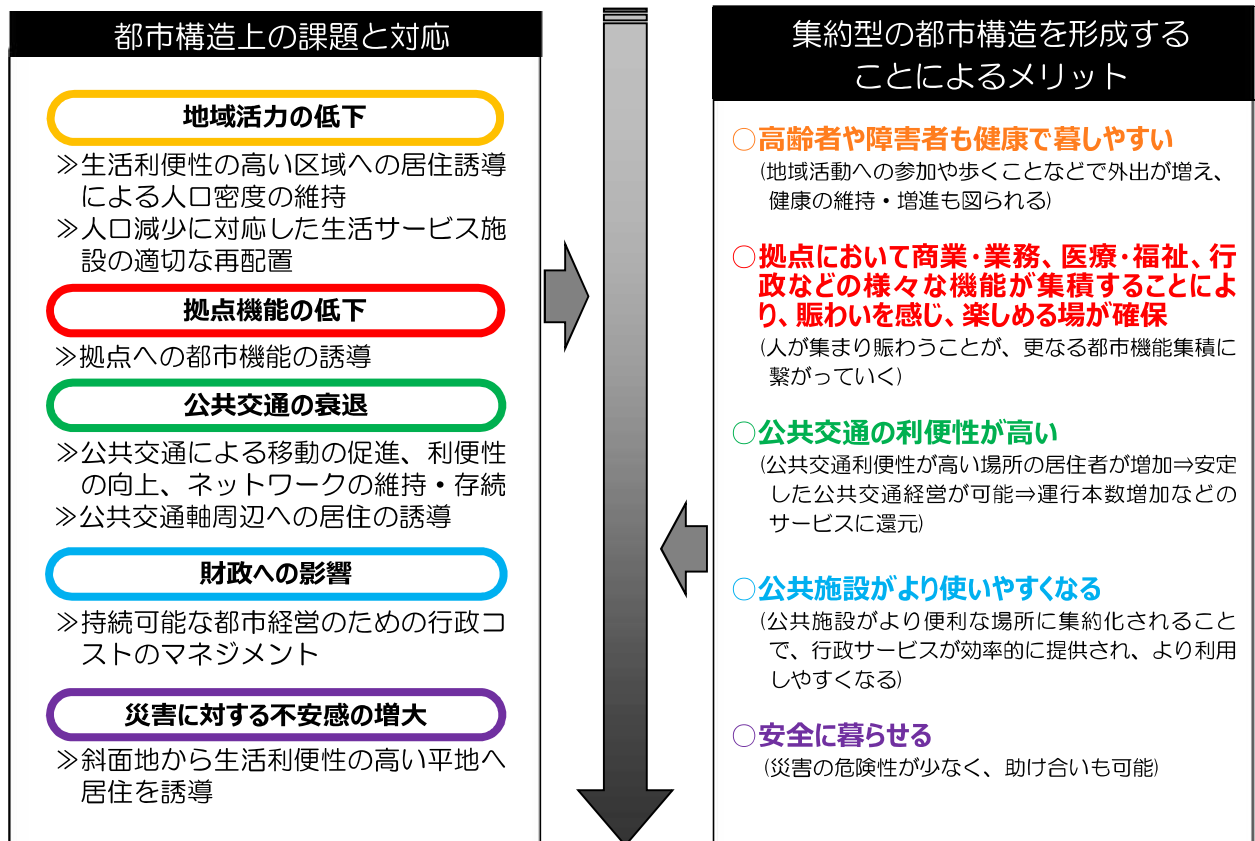 都市構造上の課題と対応
地域活力の低下
≫生活利便性の高い区域への居住誘導
による人口密度の維持
≫人口減少に対応した生活サービス施
設の適切な再配置
拠点機能の低下
≫拠点への都市機能の誘導
公共交通の衰退
≫公共交通による移動の促進、利便性
の向上、ネットワークの維持・存続
≫公共交通軸周辺への居住の誘導
財政への影響
≫持続可能な都市経営のための行政コ
ストのマネジメント
災害に対する不安感の増大
≫斜面地から生活利便性の高い平地へ
居住を誘導
集約型の都市構造を形成する
ことによるメリット
○高齢者や障害者も健康で暮しやすい
(地域活動への参加や歩くことなどで外出が増え、
健康の維持・増進も図られる)
○拠点において商業・業務、医療・福祉、行
政などの様々な機能が集積することによ
り、賑わいを感じ、楽しめる場が確保
(人が集まり賑わうことが、更なる都市機能集積に
繋がっていく)
○公共交通の利便性が高い
(公共交通利便性が高い場所の居住者が増加⇒安定
した公共交通経営が可能⇒運行本数増加などの
サービスに還元)
○公共施設がより使いやすくなる
(公共施設がより便利な場所に集約化されること
で、行政サービスが効率的に提供され、より利用
しやすくなる)
○安全に暮らせる
(災害の危険性が少なく、助け合いも可能)